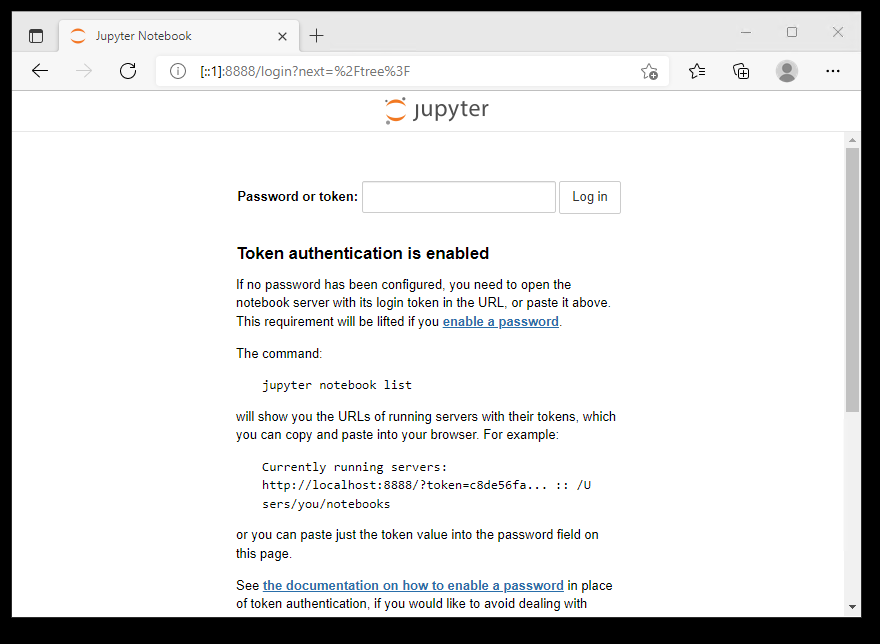 Jupyter Notebook
[::1]:8888/login?next=%2Ftree%3F
jupyter
Password or token:
Log in
Token authentication is enabled
If no password has been configured, you need to open the
notebook server with its login token in the URL, or paste it above.
This requirement will be lifted if you enable a password.
The command:
jupyter notebook list
will show you the URLs of running servers with their tokens, which
you can copy and paste into your browser. For example:
Currently running servers:
http://localhost:8888/?token=c8de56fa... :: /U
sers/you/notebooks
or you can paste just the token value into the password field on
this page.
See the documentation on how to enable a password in place
of token authentication, if you would like to avoid dealing with